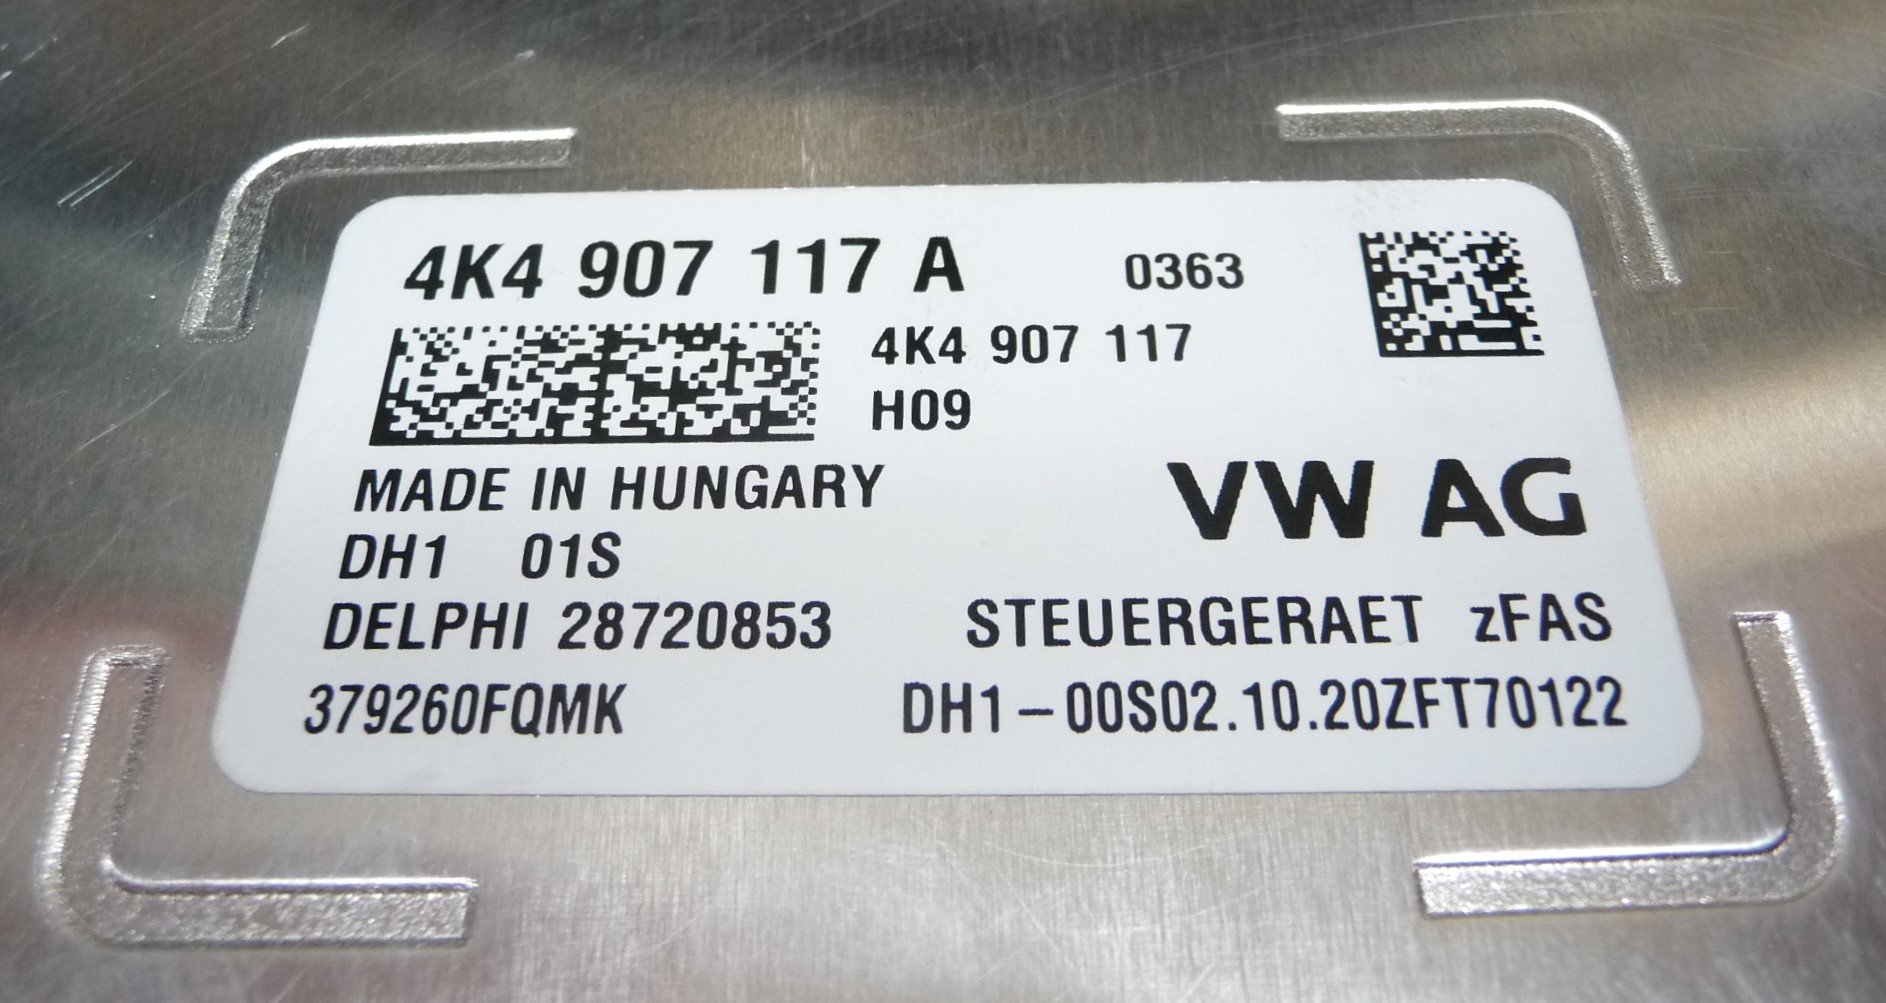 4K4 907 117 A 0363
4K4 907 117
H09
MADE IN HUNGARY
VW AG
DH1 01S
DELPHI 28720853 STEUERGERAET zFAS
379260FQMK DH1-00S02.10.20ZFT70122